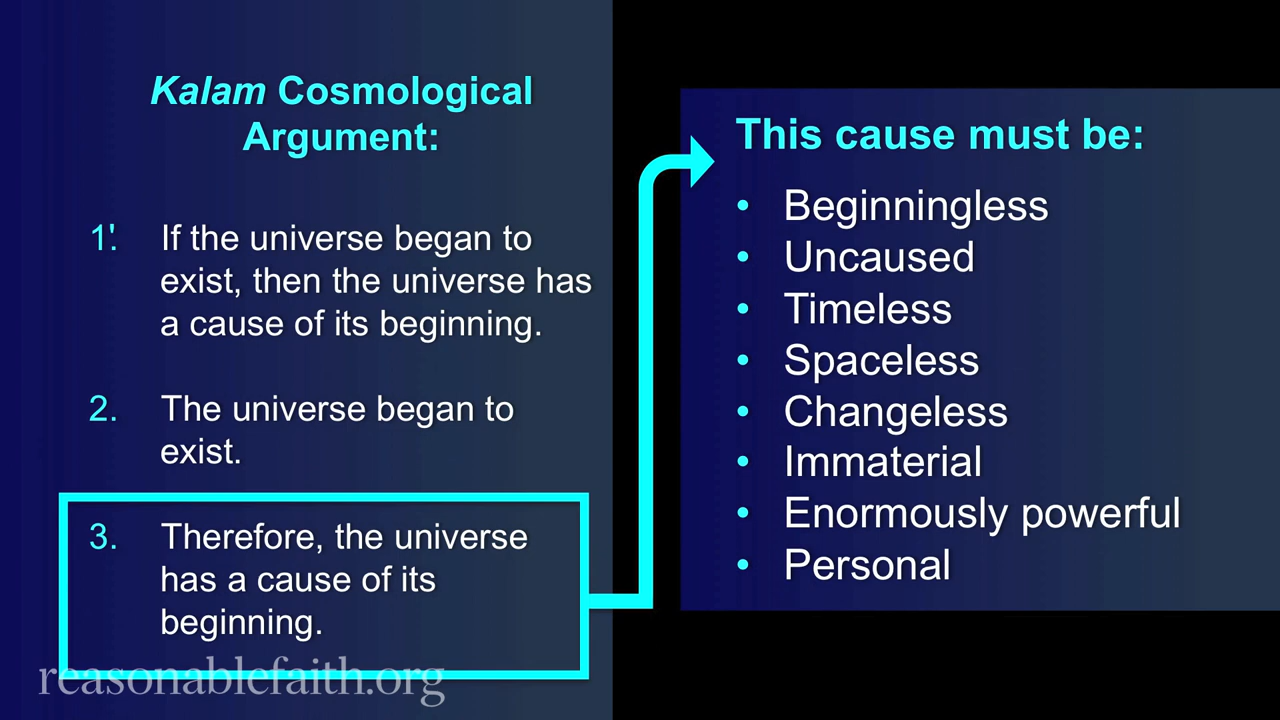 Kalam Cosmological
Argument:
1'. If the universe began to
exist, then the universe has
a cause of its beginning.
2. The universe began to
exist.
3. Therefore, the universe
has a cause of its
beginning.
reasonablefaith.org
This cause must be:
• Beginningless
• Uncaused
• Timeless
• Spaceless
• Changeless
• Immaterial
• Enormously powerful
• Personal